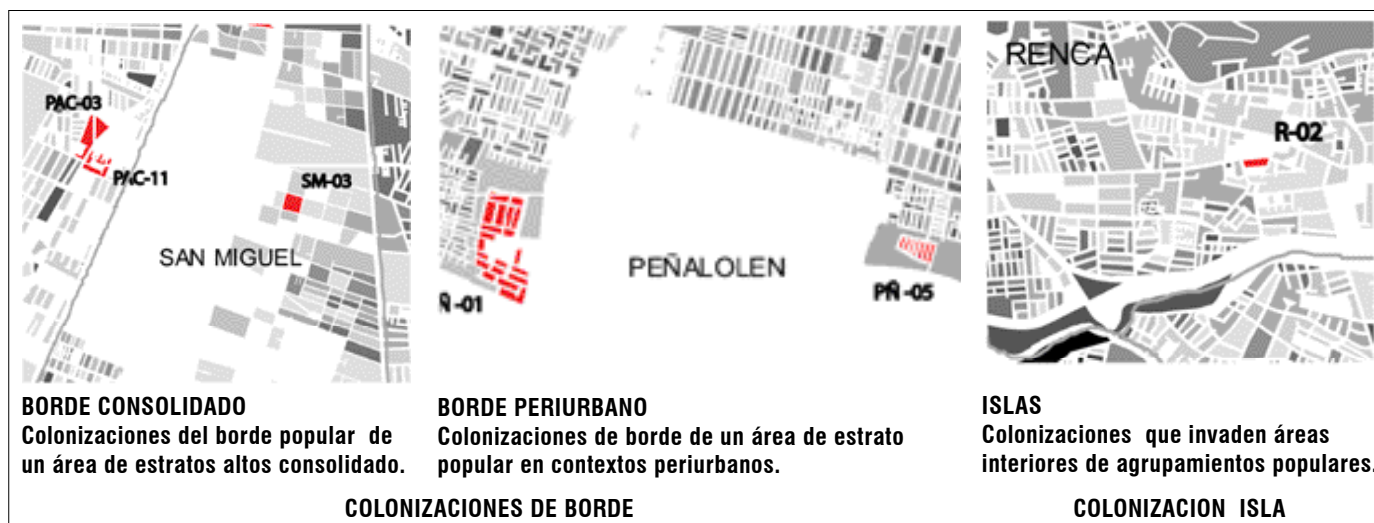 PAC-03
PAC-11
SM-03
SAN MIGUEL
Ñ -01
PEÑALOLEN
PÑ -05
RENCA
R-02
BORDE CONSOLIDADO
Colonizaciones del borde popular de
un área de estratos altos consolidado.
BORDE PERIURBANO
Colonizaciones de borde de un área de estrato
popular en contextos periurbanos.
ISLAS
Colonizaciones que invaden áreas
interiores de agrupamientos populares.
COLONIZACIONES DE BORDE
COLONIZACION ISLA